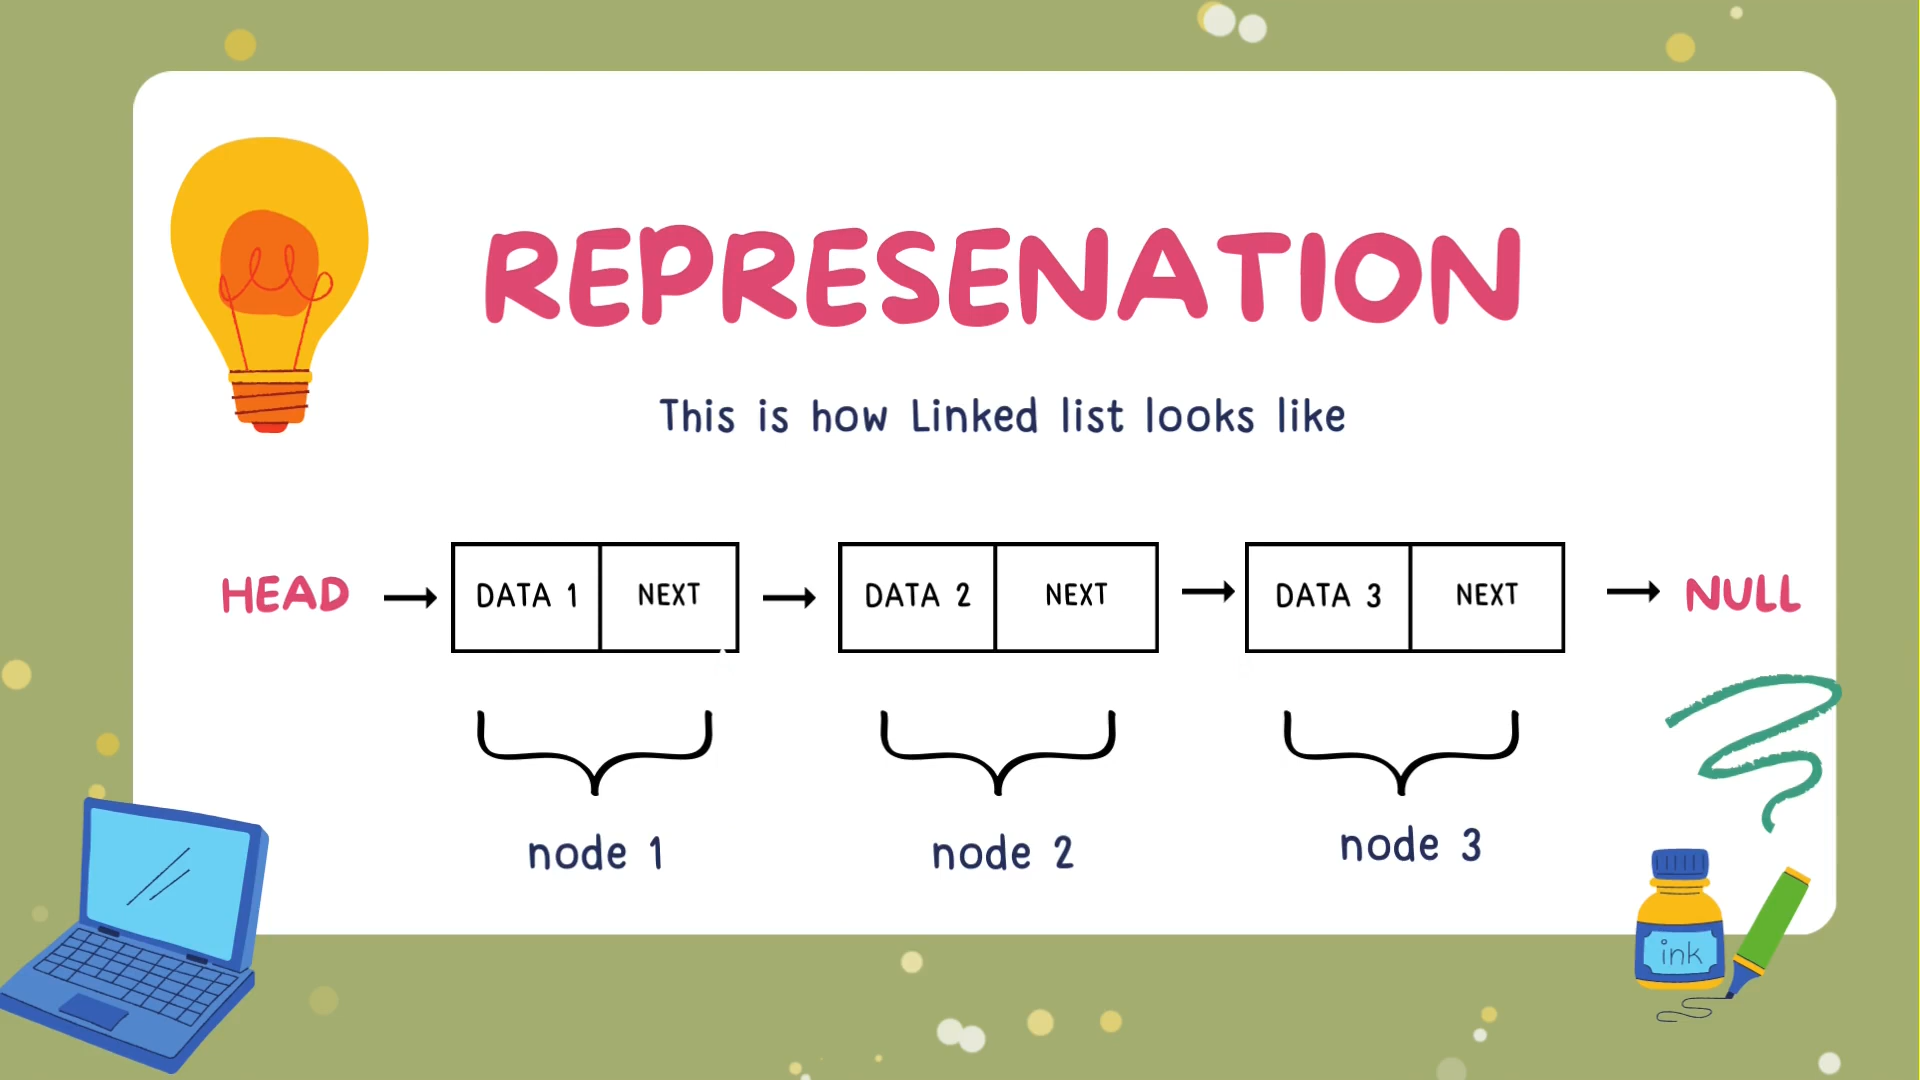 REPRESENATION
This is how Linked list looks like
HEAD → DATA 1 NEXT → DATA 2 NEXT → DATA 3 NEXT → NULL
node 1 node 2 node 3
ink